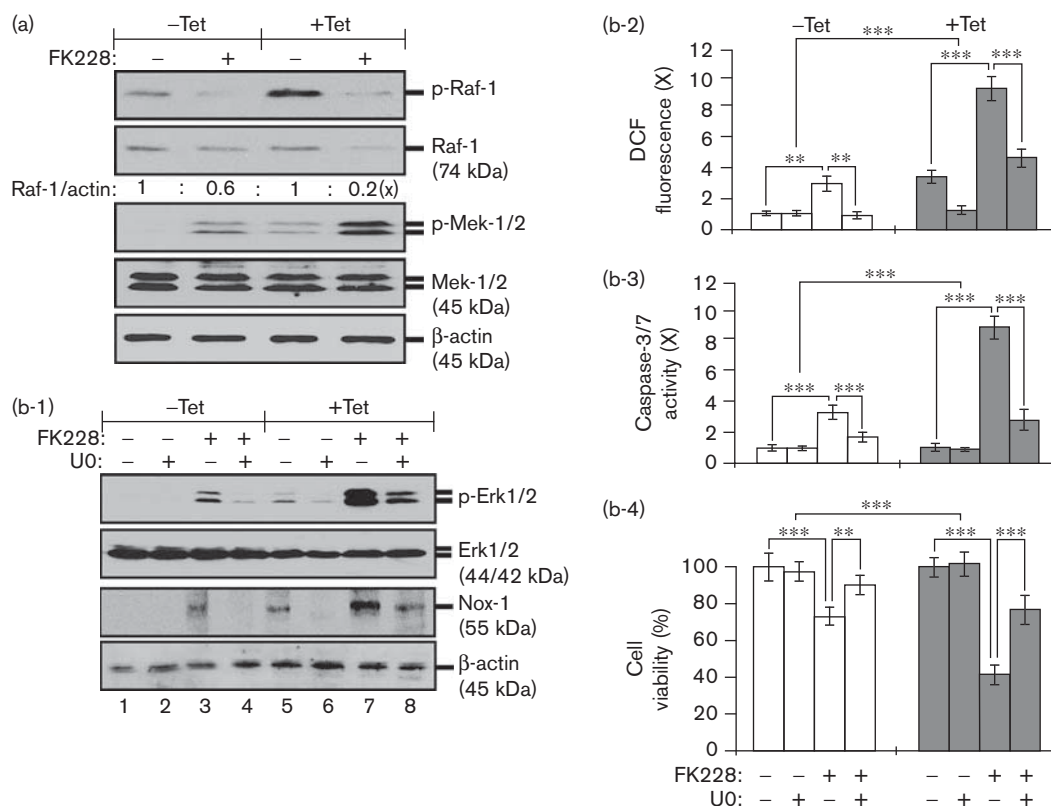 (a)
–Tet +Tet
FK228: – + – +
p-Raf-1
Raf-1
(74 kDa)
Raf-1/actin: 1 : 0.6 : 1 : 0.2(x)
p-Mek-1/2
Mek-1/2
(45 kDa)
β-actin
(45 kDa)
(b-1)
–Tet +Tet
FK228: – – + + – – + +
U0: – + – + – + – +
p-Erk1/2
Erk1/2
(44/42 kDa)
Nox-1
(55 kDa)
β-actin
(45 kDa)
1 2 3 4 5 6 7 8
(b-2)
–Tet +Tet
DCF
fluorescence (X)
12
10
8
6
4
2
0
***
** **
*** ***
(b-3)
Caspase-3/7
activity (X)
12
10
8
6
4
2
0
***
*** ***
*** ***
(b-4)
Cell
viability (%)
100
80
60
40
20
0
***
*** **
*** ***
FK228: – – + + – – + +
U0: – + – + – + – +